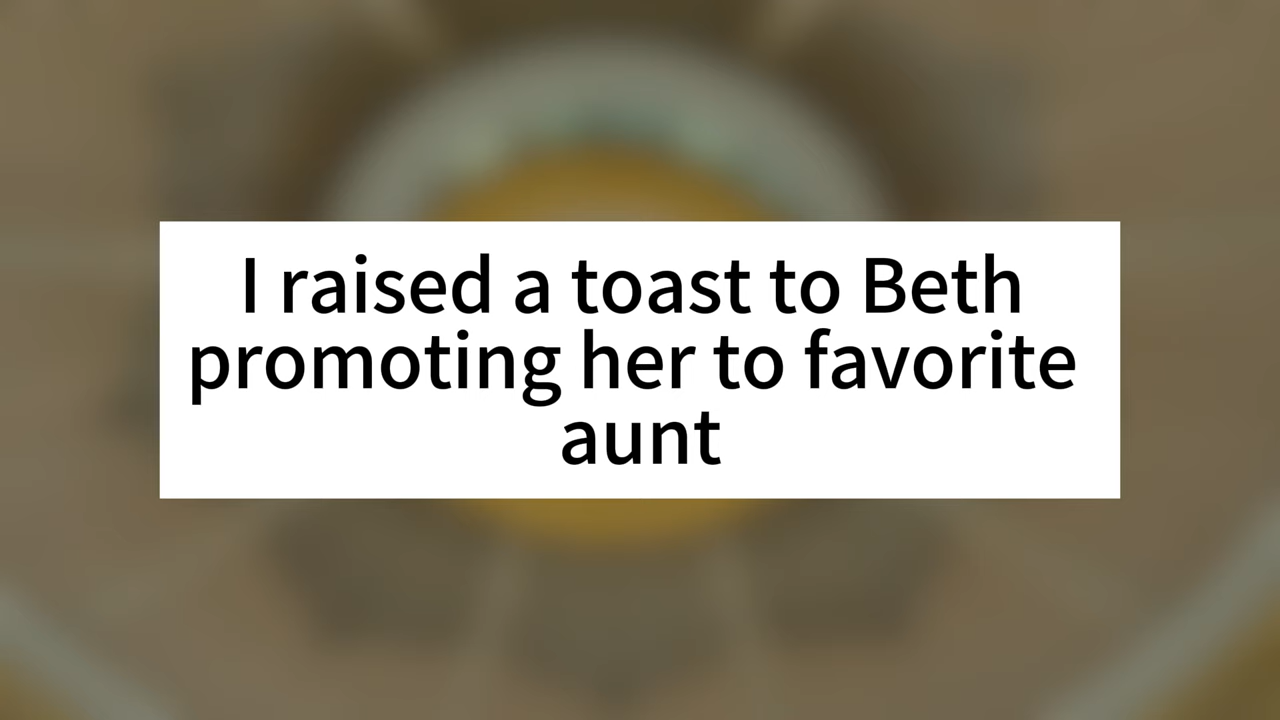 I raised a toast to Beth
promoting her to favorite
aunt